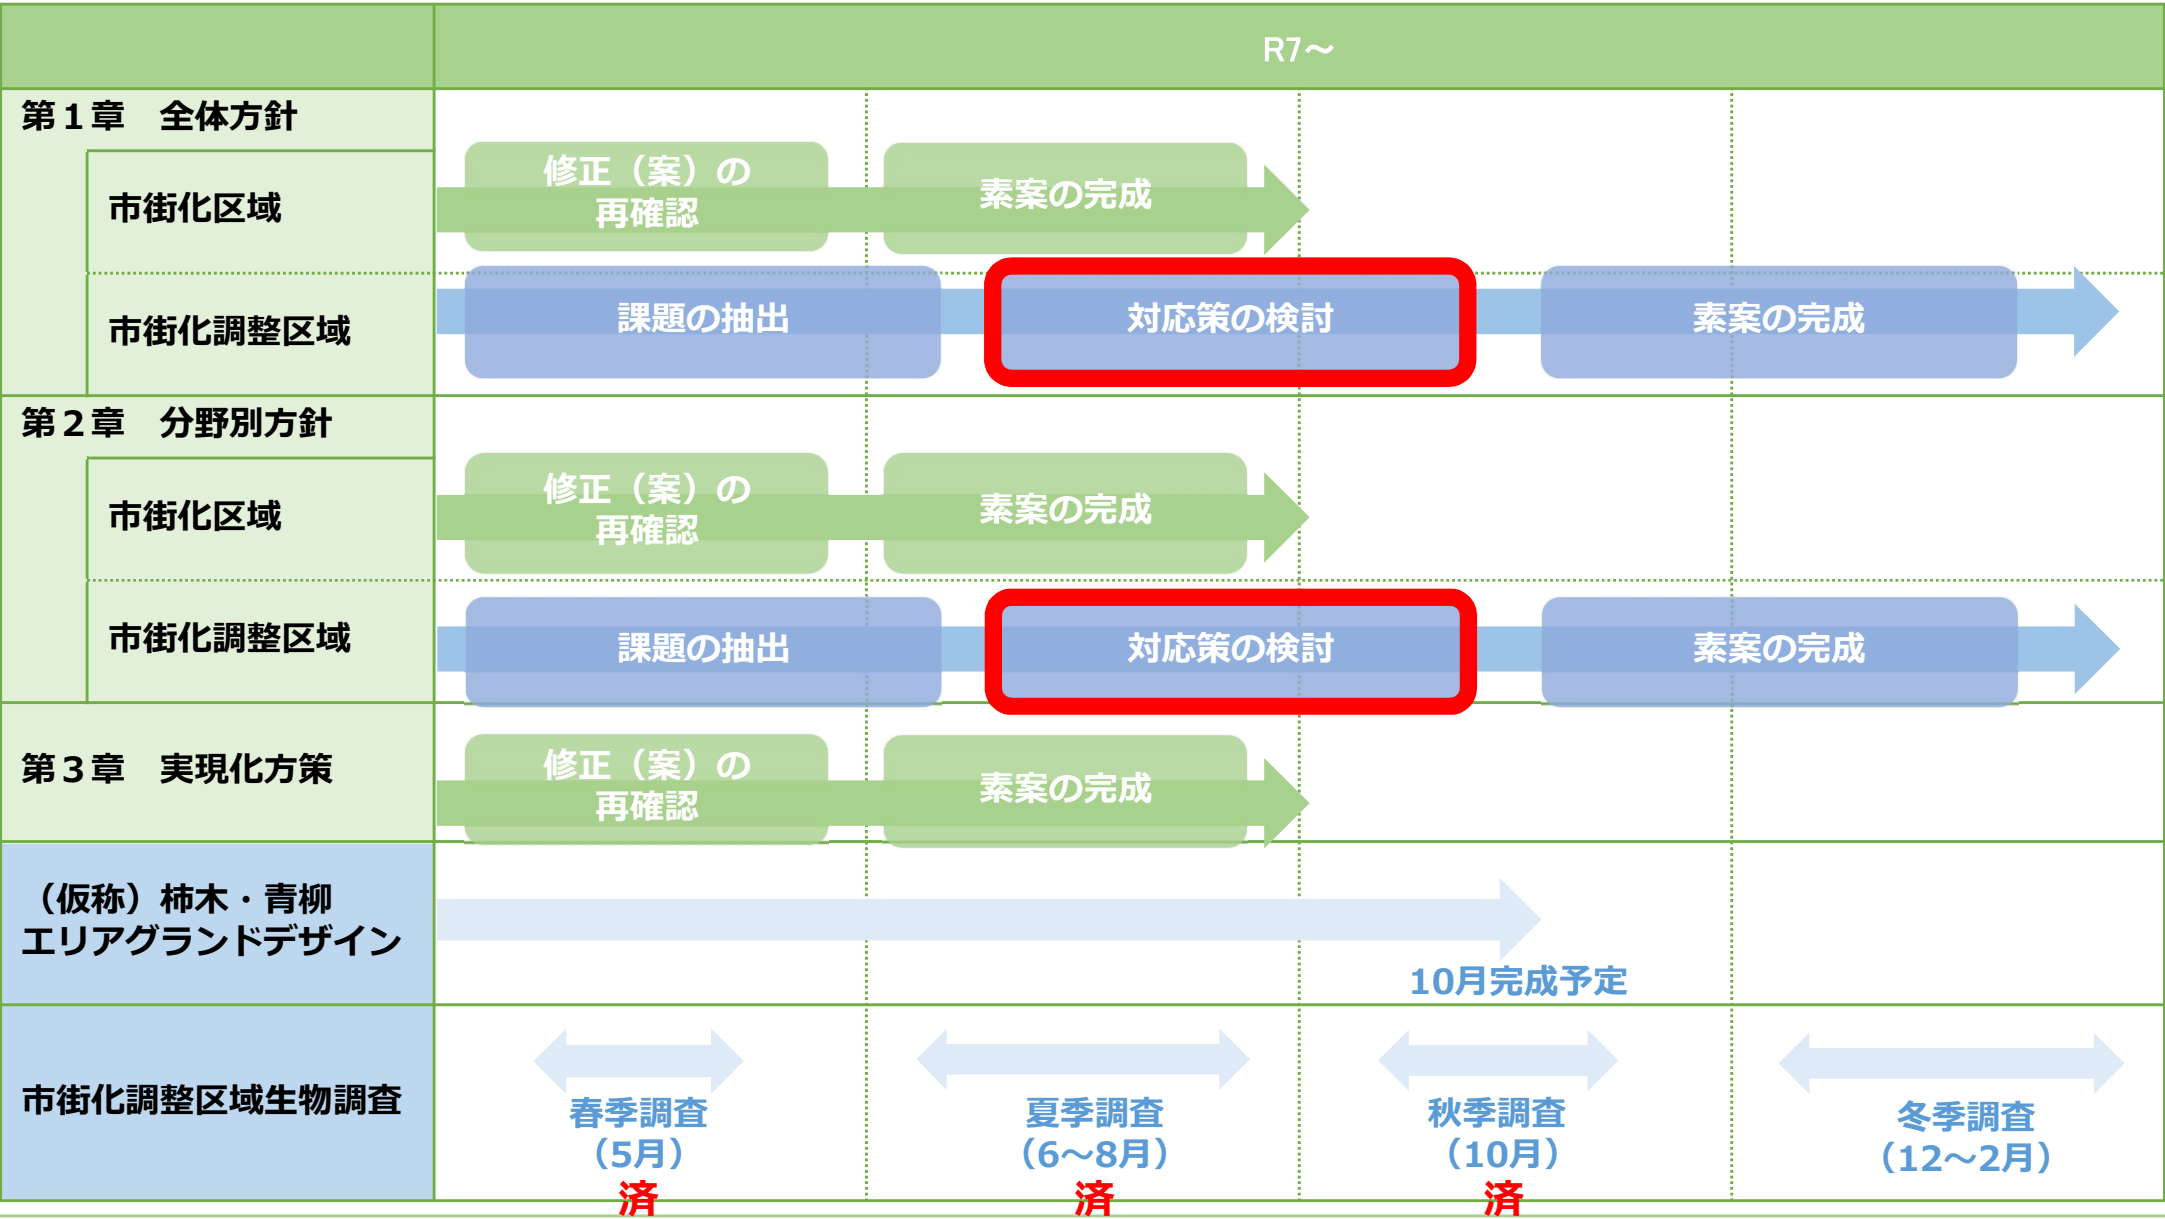 R7～
第１章　全体方針
市街化区域
修正（案）の
再確認
素案の完成
市街化調整区域
課題の抽出
対応策の検討
素案の完成
第２章　分野別方針
市街化区域
修正（案）の
再確認
素案の完成
市街化調整区域
課題の抽出
対応策の検討
素案の完成
第３章　実現化方策
修正（案）の
再確認
素案の完成
（仮称）柿木・青柳
エリアグランドデザイン
10月完成予定
市街化調整区域生物調査
春季調査
（5月）
済
夏季調査
（6～8月）
済
秋季調査
（10月）
済
冬季調査
（12～2月）